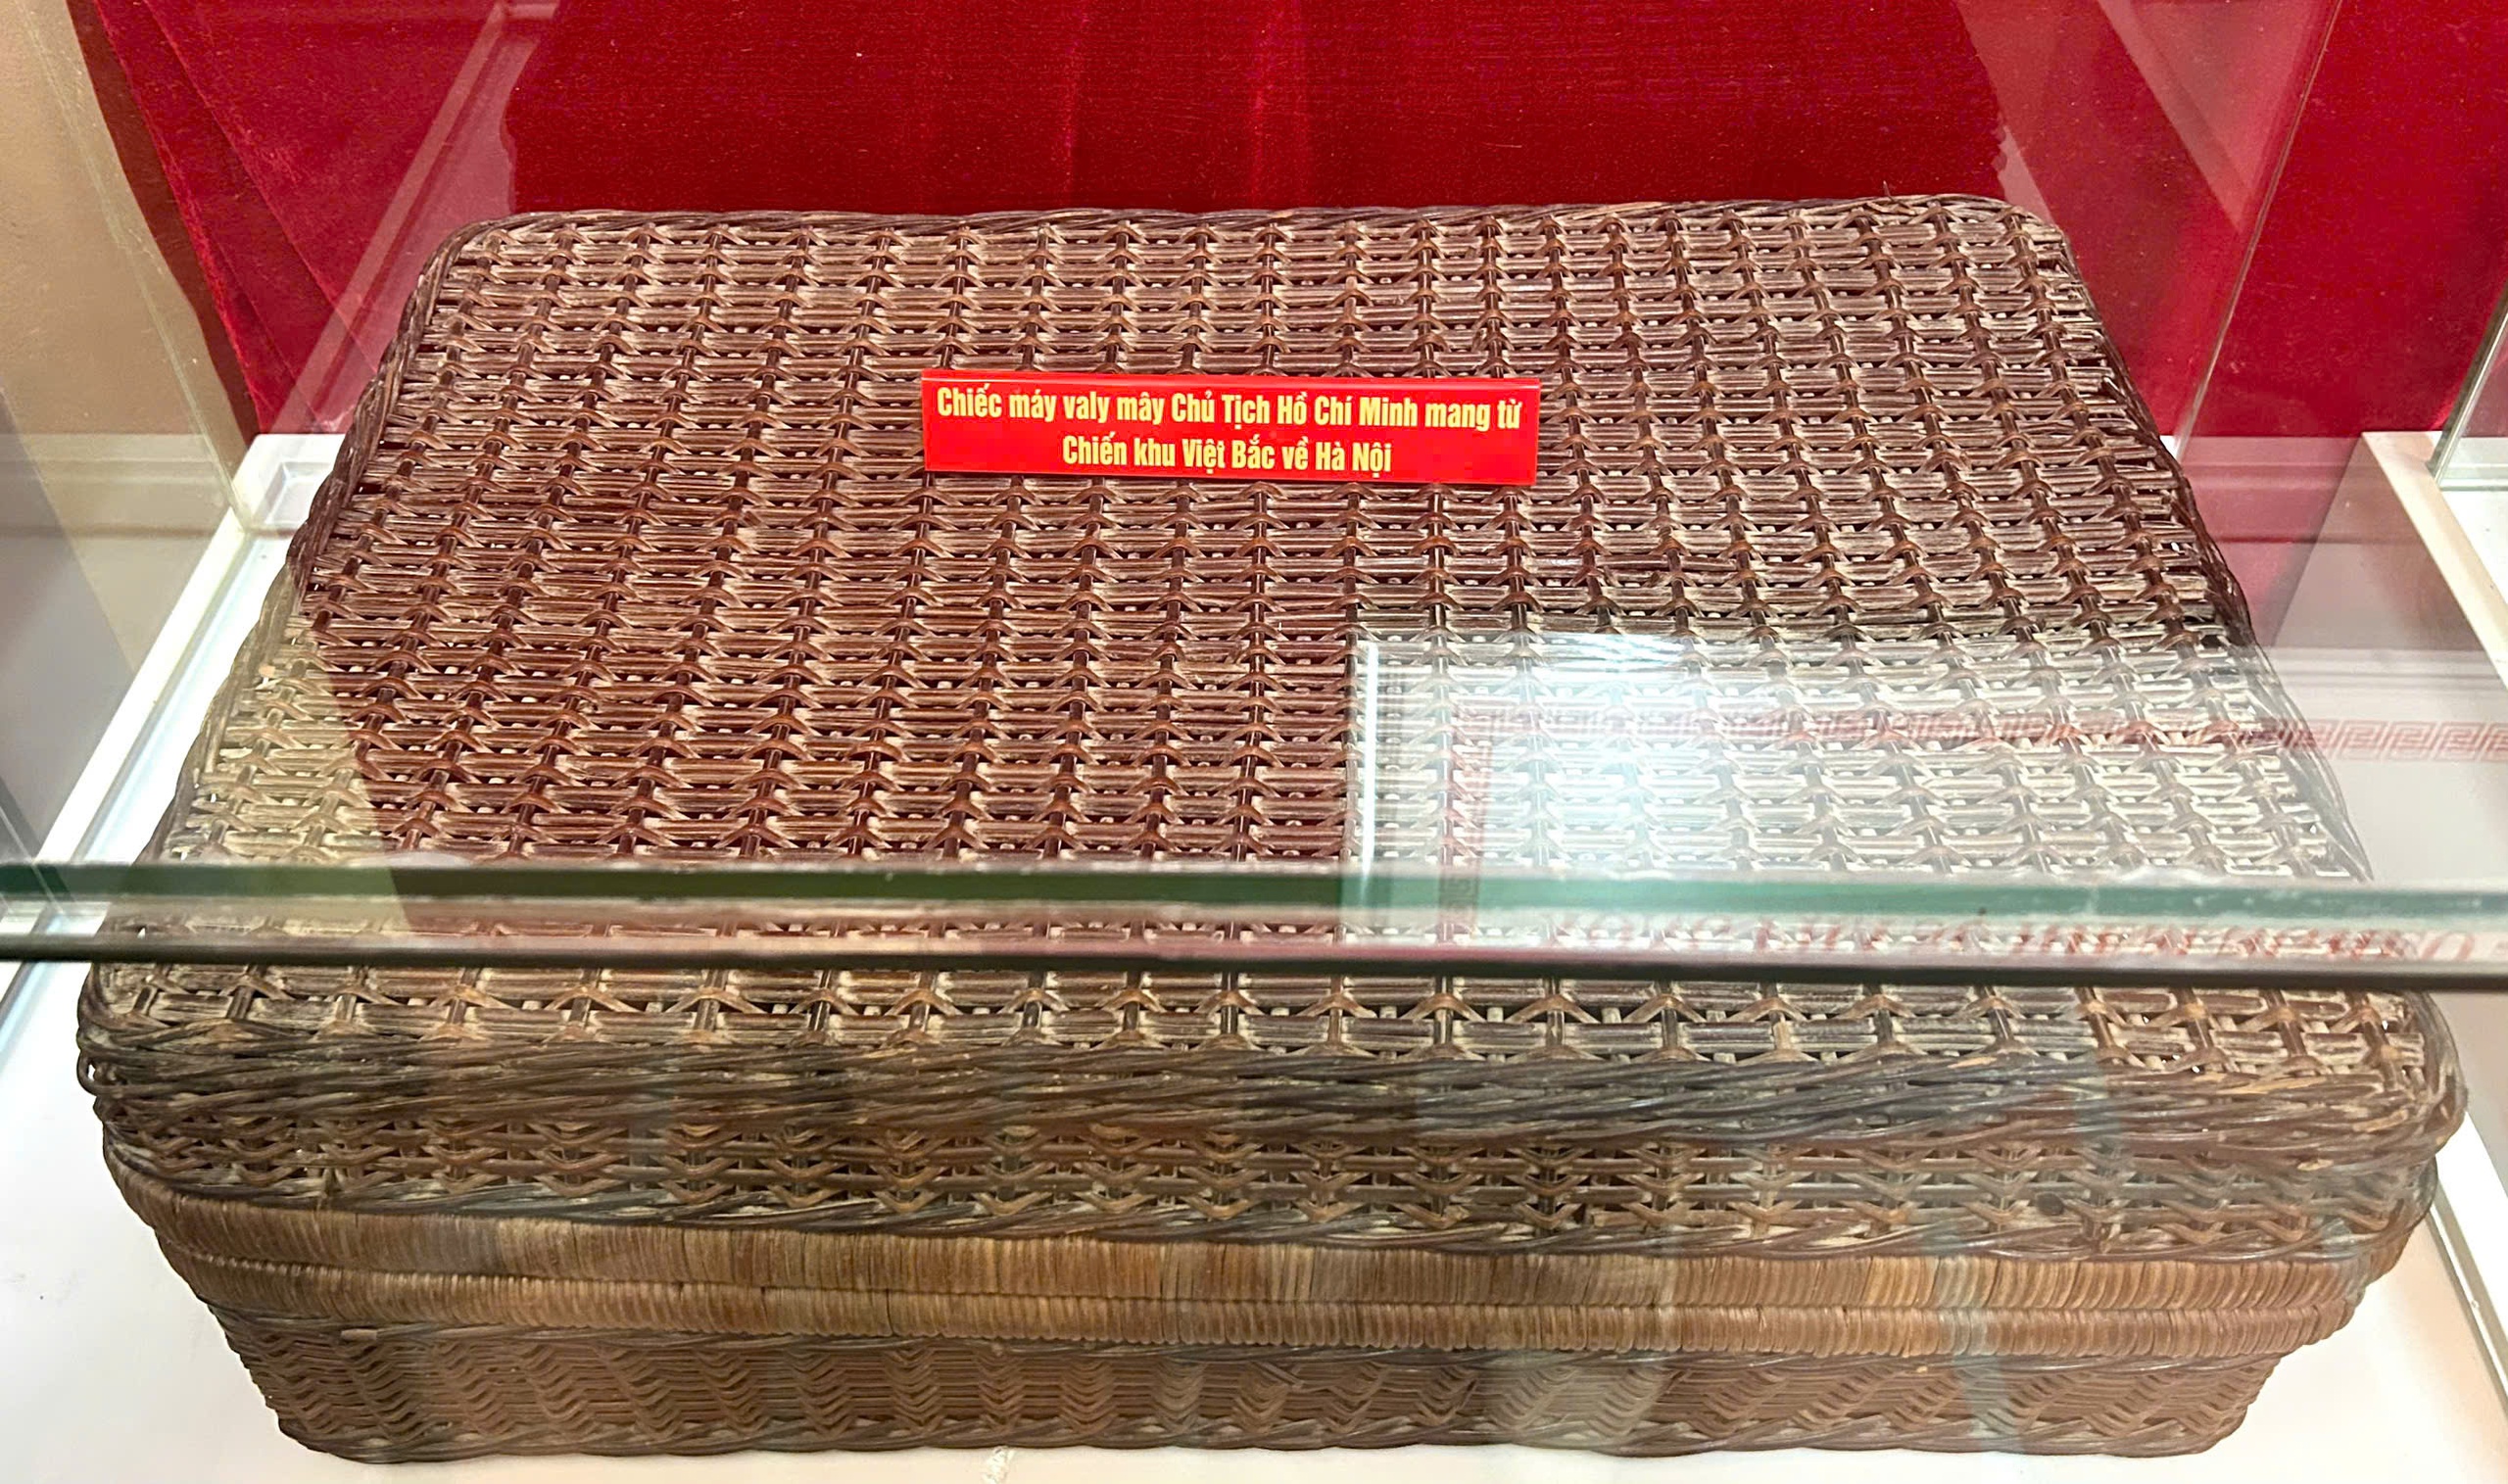 Chiếc máy valy mây Chủ Tịch Hồ Chí Minh mang từ
Chiến khu Việt Bắc về Hà Nội